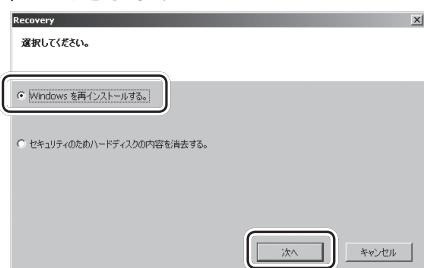 Recovery
選択してください。
Windows を再インストールする。
セキュリティのためハードディスクの内容を消去する。
次へ
キャンセル